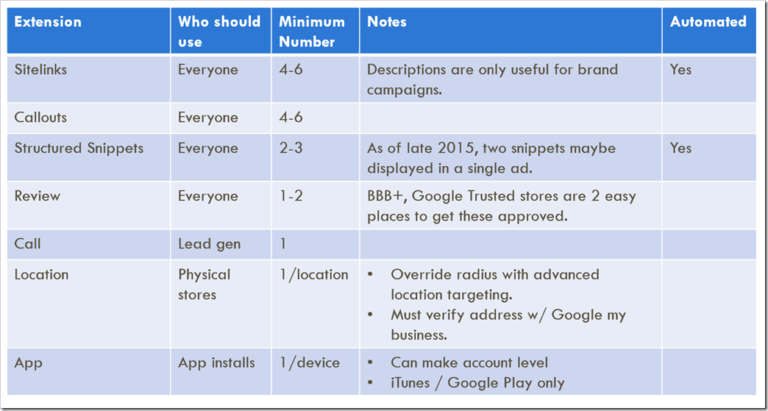 Extension
Who should
use
Minimum
Number
Notes
Automated
Sitelinks
Everyone
4-6
Descriptions are only useful for brand
campaigns.
Yes
Callouts
Everyone
4-6
Structured Snippets
Everyone
2-3
As of late 2015, two snippets maybe
displayed in a single ad.
Yes
Review
Everyone
1-2
BBB+, Google Trusted stores are 2 easy
places to get these approved.
Call
Lead gen
1
Location
Physical
stores
1/location
• Override radius with advanced
location targeting.
• Must verify address w/ Google my
business.
App
App installs
1/device
• Can make account level
• iTunes / Google Play only